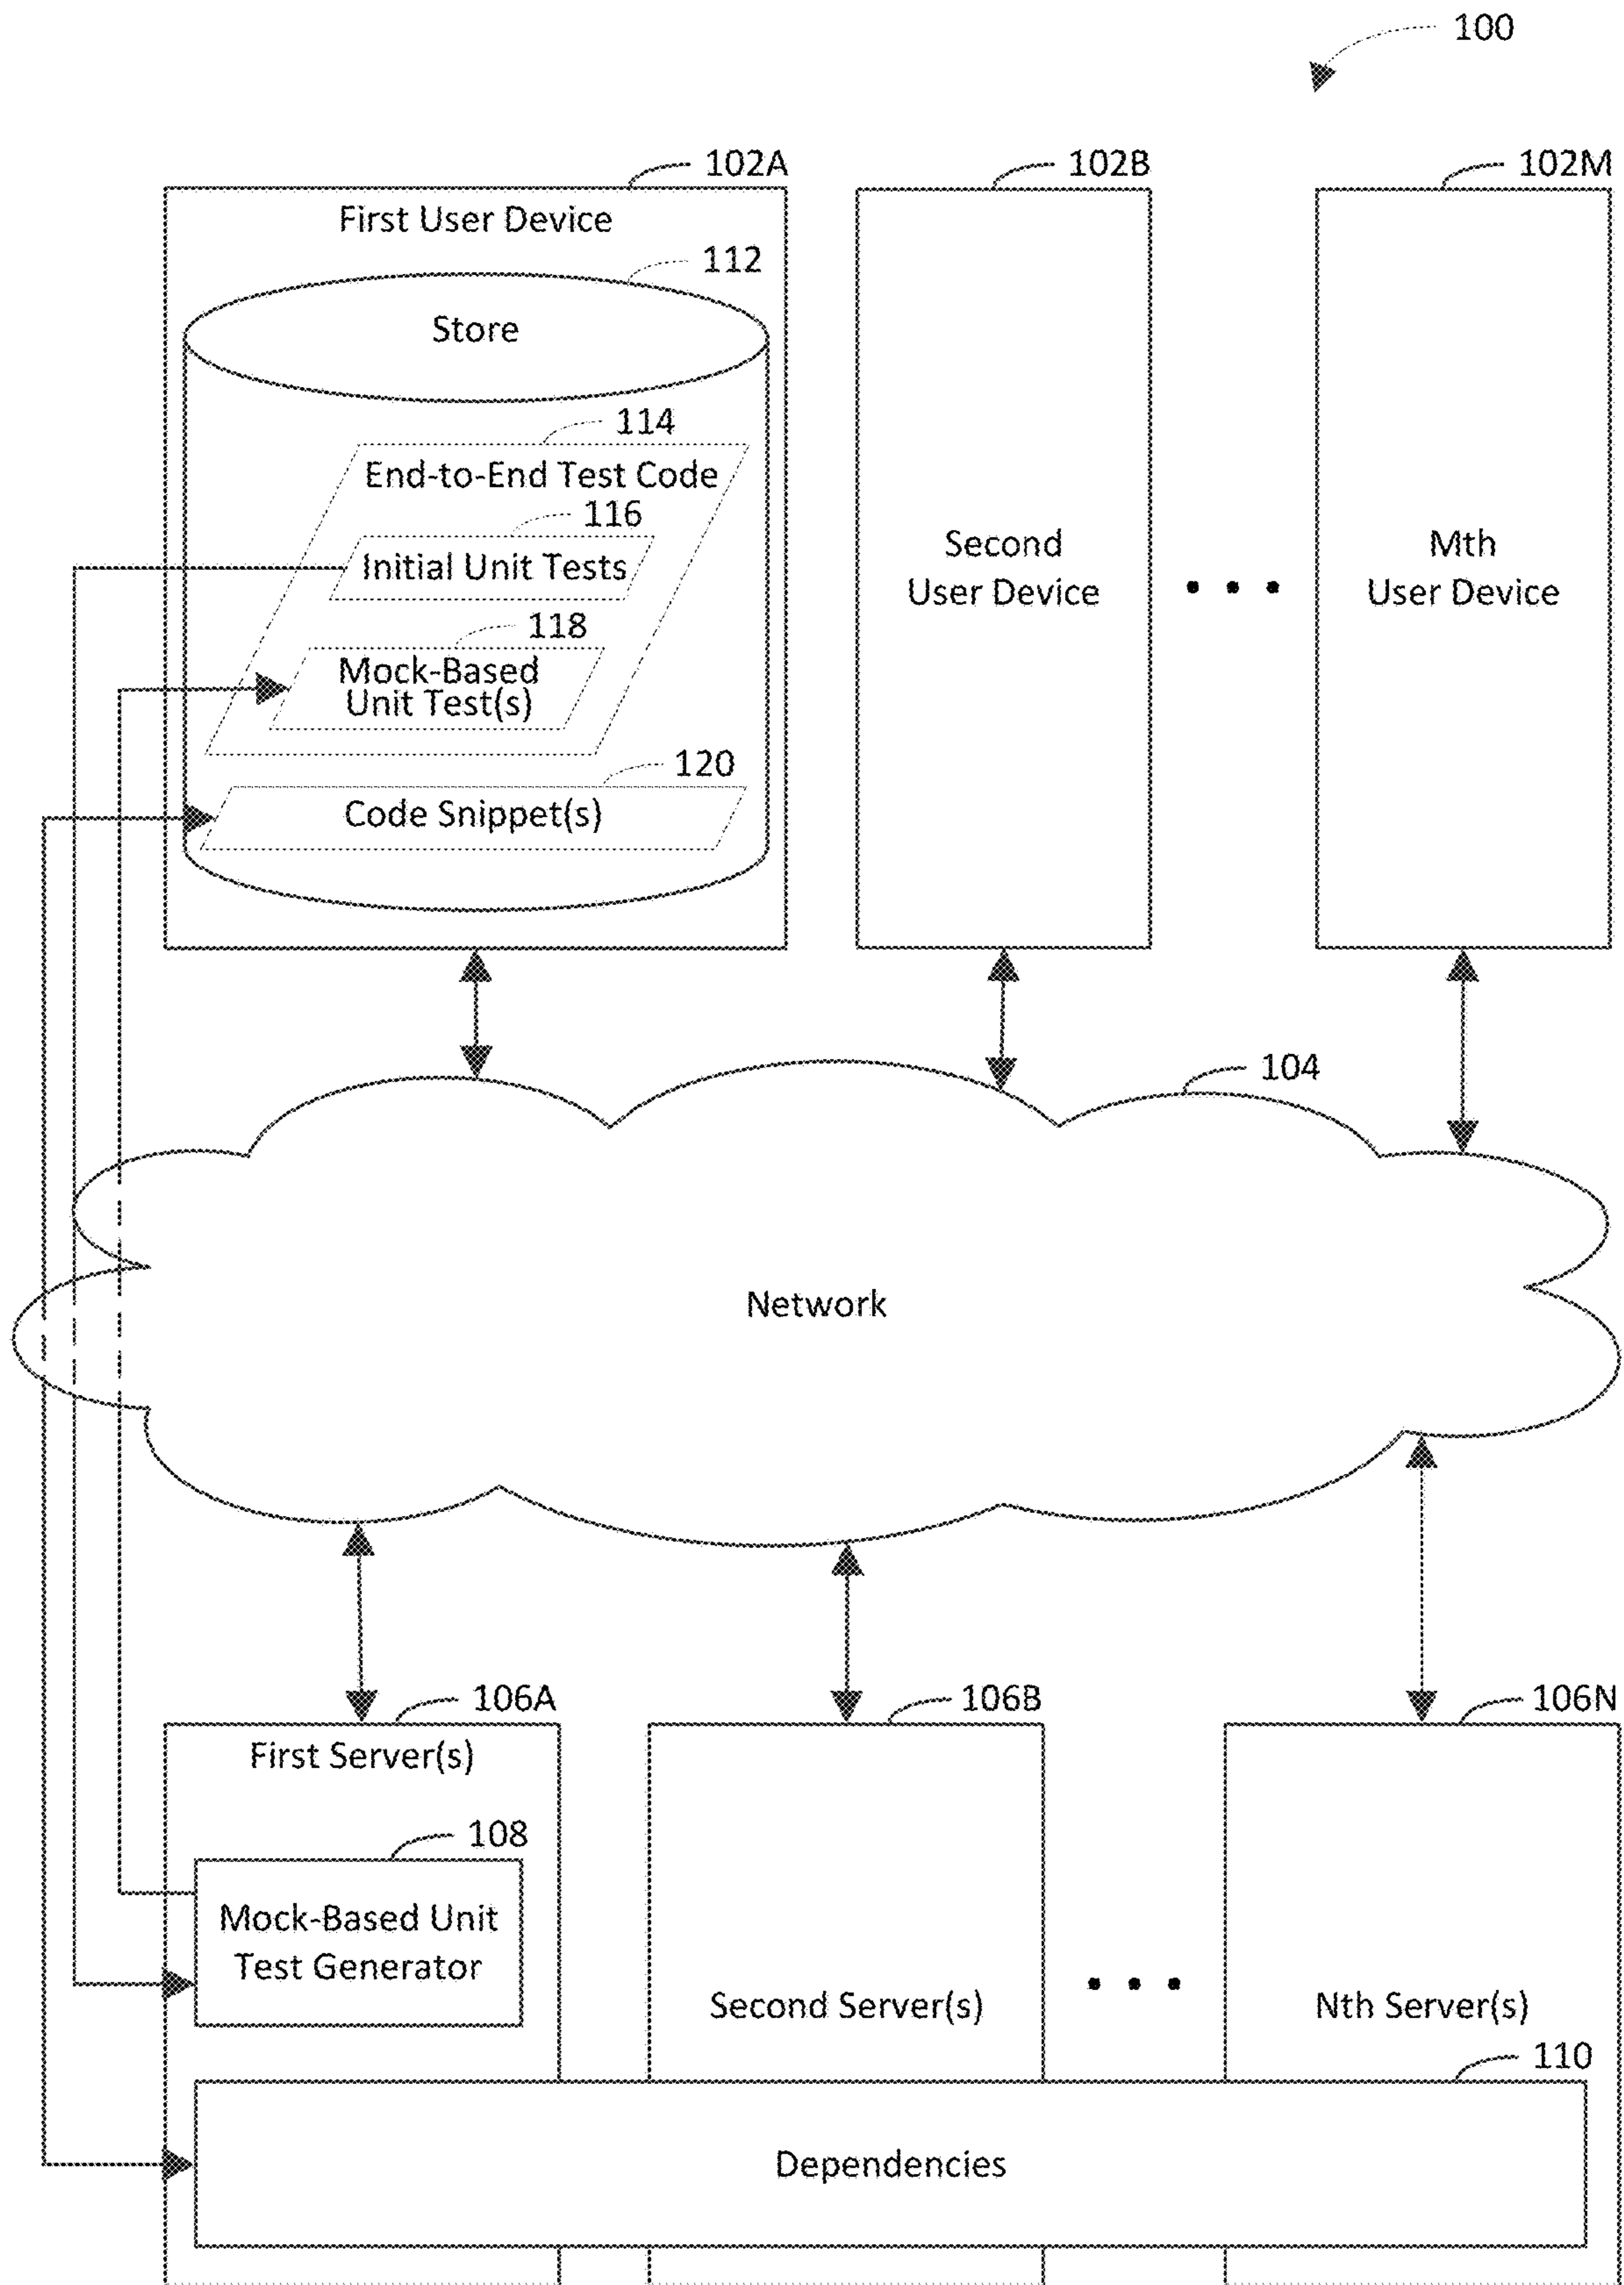 100
102A
102B
102M
First User Device
112
Store
114
End-to-End Test Code
116
Initial Unit Tests
118
Mock-Based
Unit Test(s)
120
Code Snippet(s)
Second
User Device
Mth
User Device
104
Network
106A
106B
106N
First Server(s)
108
Mock-Based Unit
Test Generator
Second Server(s)
Nth Server(s)
110
Dependencies